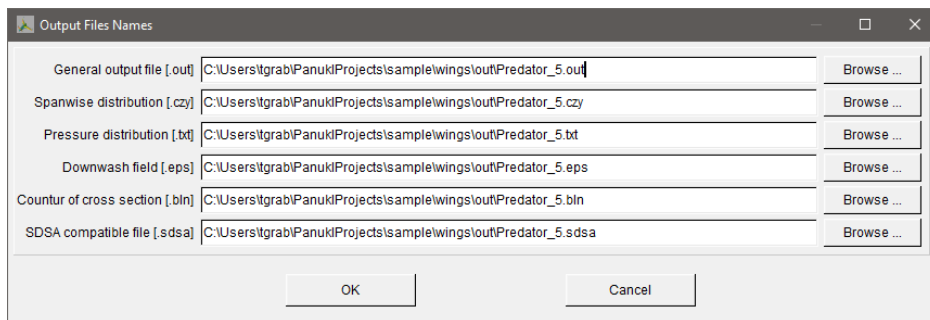 Output Files Names
General output file [.out] C:\Users\tgrab\PanuklProjects\sample\wings\out\Predator_5.out Browse ...
Spanwise distribution [.czy] C:\Users\tgrab\PanuklProjects\sample\wings\out\Predator_5.czy Browse ...
Pressure distribution [.txt] C:\Users\tgrab\PanuklProjects\sample\wings\out\Predator_5.txt Browse ...
Downwash field [.eps] C:\Users\tgrab\PanuklProjects\sample\wings\out\Predator_5.eps Browse ...
Countur of cross section [.bln] C:\Users\tgrab\PanuklProjects\sample\wings\out\Predator_5.bln Browse ...
SDSA compatible file [.sdsa] C:\Users\tgrab\PanuklProjects\sample\wings\out\Predator_5.sdsa Browse ...
OK Cancel